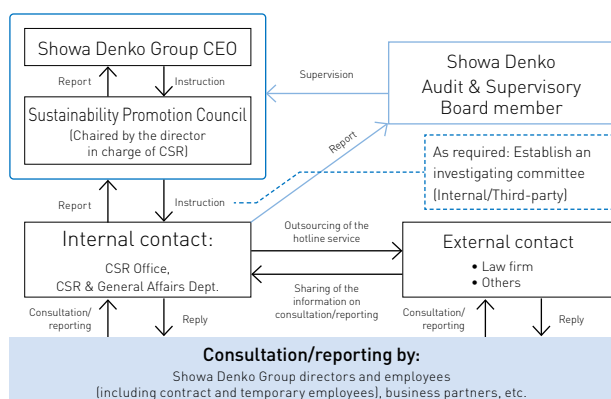 Showa Denko Group CEO
Report
Instruction
Sustainability Promotion Council
(Chaired by the director
in charge of CSR)
Supervision
Showa Denko
Audit & Supervisory
Board member
Report
As required: Establish an
investigating committee
(Internal/Third-party)
Report
Instruction
Internal contact:
CSR Office,
CSR & General Affairs Dept.
Outsourcing of the
hotline service
Sharing of the
information on
consultation/reporting
External contact
• Law firm
• Others
Consultation/
reporting
Reply
Consultation/
reporting
Reply
Consultation/reporting by:
Showa Denko Group directors and employees
(including contract and temporary employees), business partners, etc.